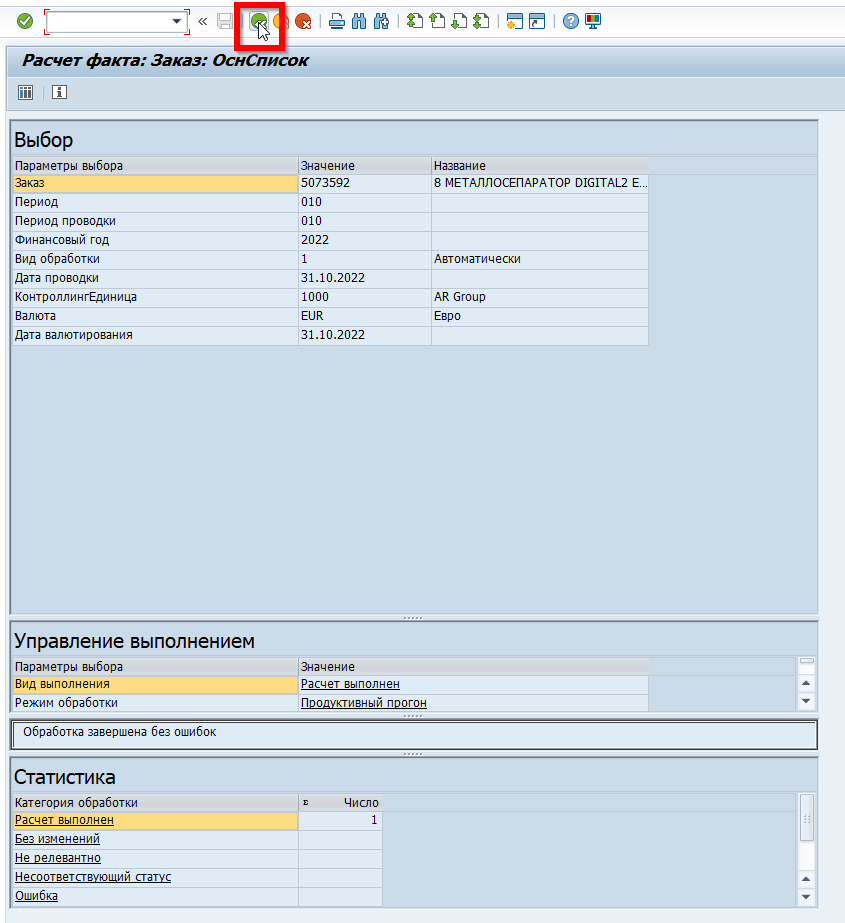 Расчет факта: Заказ: ОснСписок
Выбор
Параметры выбора Значение Название
Заказ 5073592 8 МЕТАЛЛОСЕПАРАТОР DIGITAL2 E...
Период 010
Период проводки 010
Финансовый год 2022
Вид обработки 1 Автоматически
Дата проводки 31.10.2022
КонтроллингЕдиница 1000 AR Group
Валюта EUR Евро
Дата валютирования 31.10.2022
Управление выполнением
Параметры выбора Значение
Вид выполнения Расчет выполнен
Режим обработки Продуктивный прогон
Обработка завершена без ошибок
Статистика
Категория обработки Σ Число
Расчет выполнен 1
Без изменений
Не релевантно
Несоответствующий статус
Ошибка